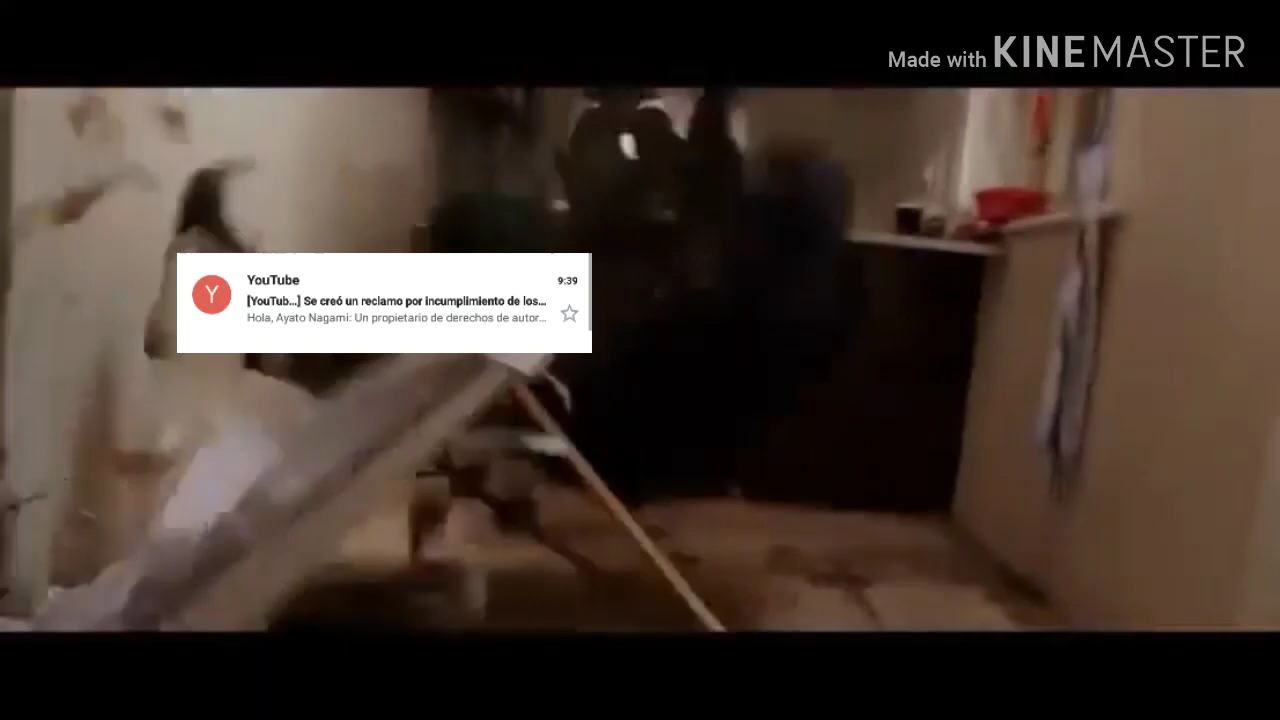 Made with KINEMASTER
Y
YouTube
9:39
[YouTub...] Se creó un reclamo por incumplimiento de los...
Hola, Ayato Nagami: Un propietario de derechos de autor...